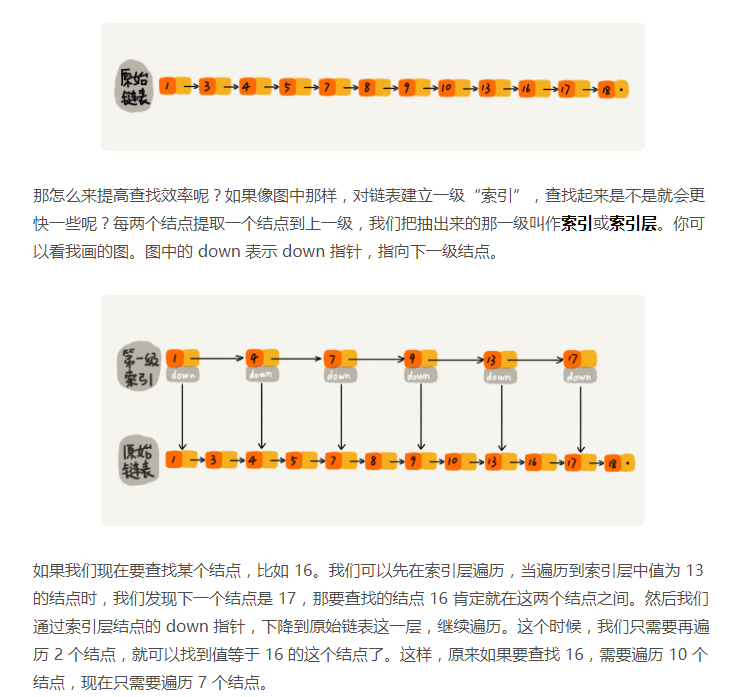 原始
链表
1 3 4 5 7 8 9 10 13 16 17 18
那怎么来提高查找效率呢？如果像图中那样，对链表建立一级“索引”，查找起来是不是就会更
快一些呢？每两个结点提取一个结点到上一级，我们把抽出来的那一级叫作索引或索引层。你可
以看我画的图。图中的 down 表示 down 指针，指向下一级结点。
第一级
索引
1 4 7 9 13 17
down down down down down down
原始
链表
1 3 4 5 7 8 9 10 13 16 17 18
如果我们现在要查找某个结点，比如 16。我们可以先在索引层遍历，当遍历到索引层中值为 13
的结点时，我们发现下一个结点是 17，那要查找的结点 16 肯定就在这两个结点之间。然后我们
通过索引层结点的 down 指针，下降到原始链表这一层，继续遍历。这个时候，我们只需要再遍
历 2 个结点，就可以找到值等于 16 的这个结点了。这样，原来如果要查找 16，需要遍历 10 个
结点，现在只需要遍历 7 个结点。